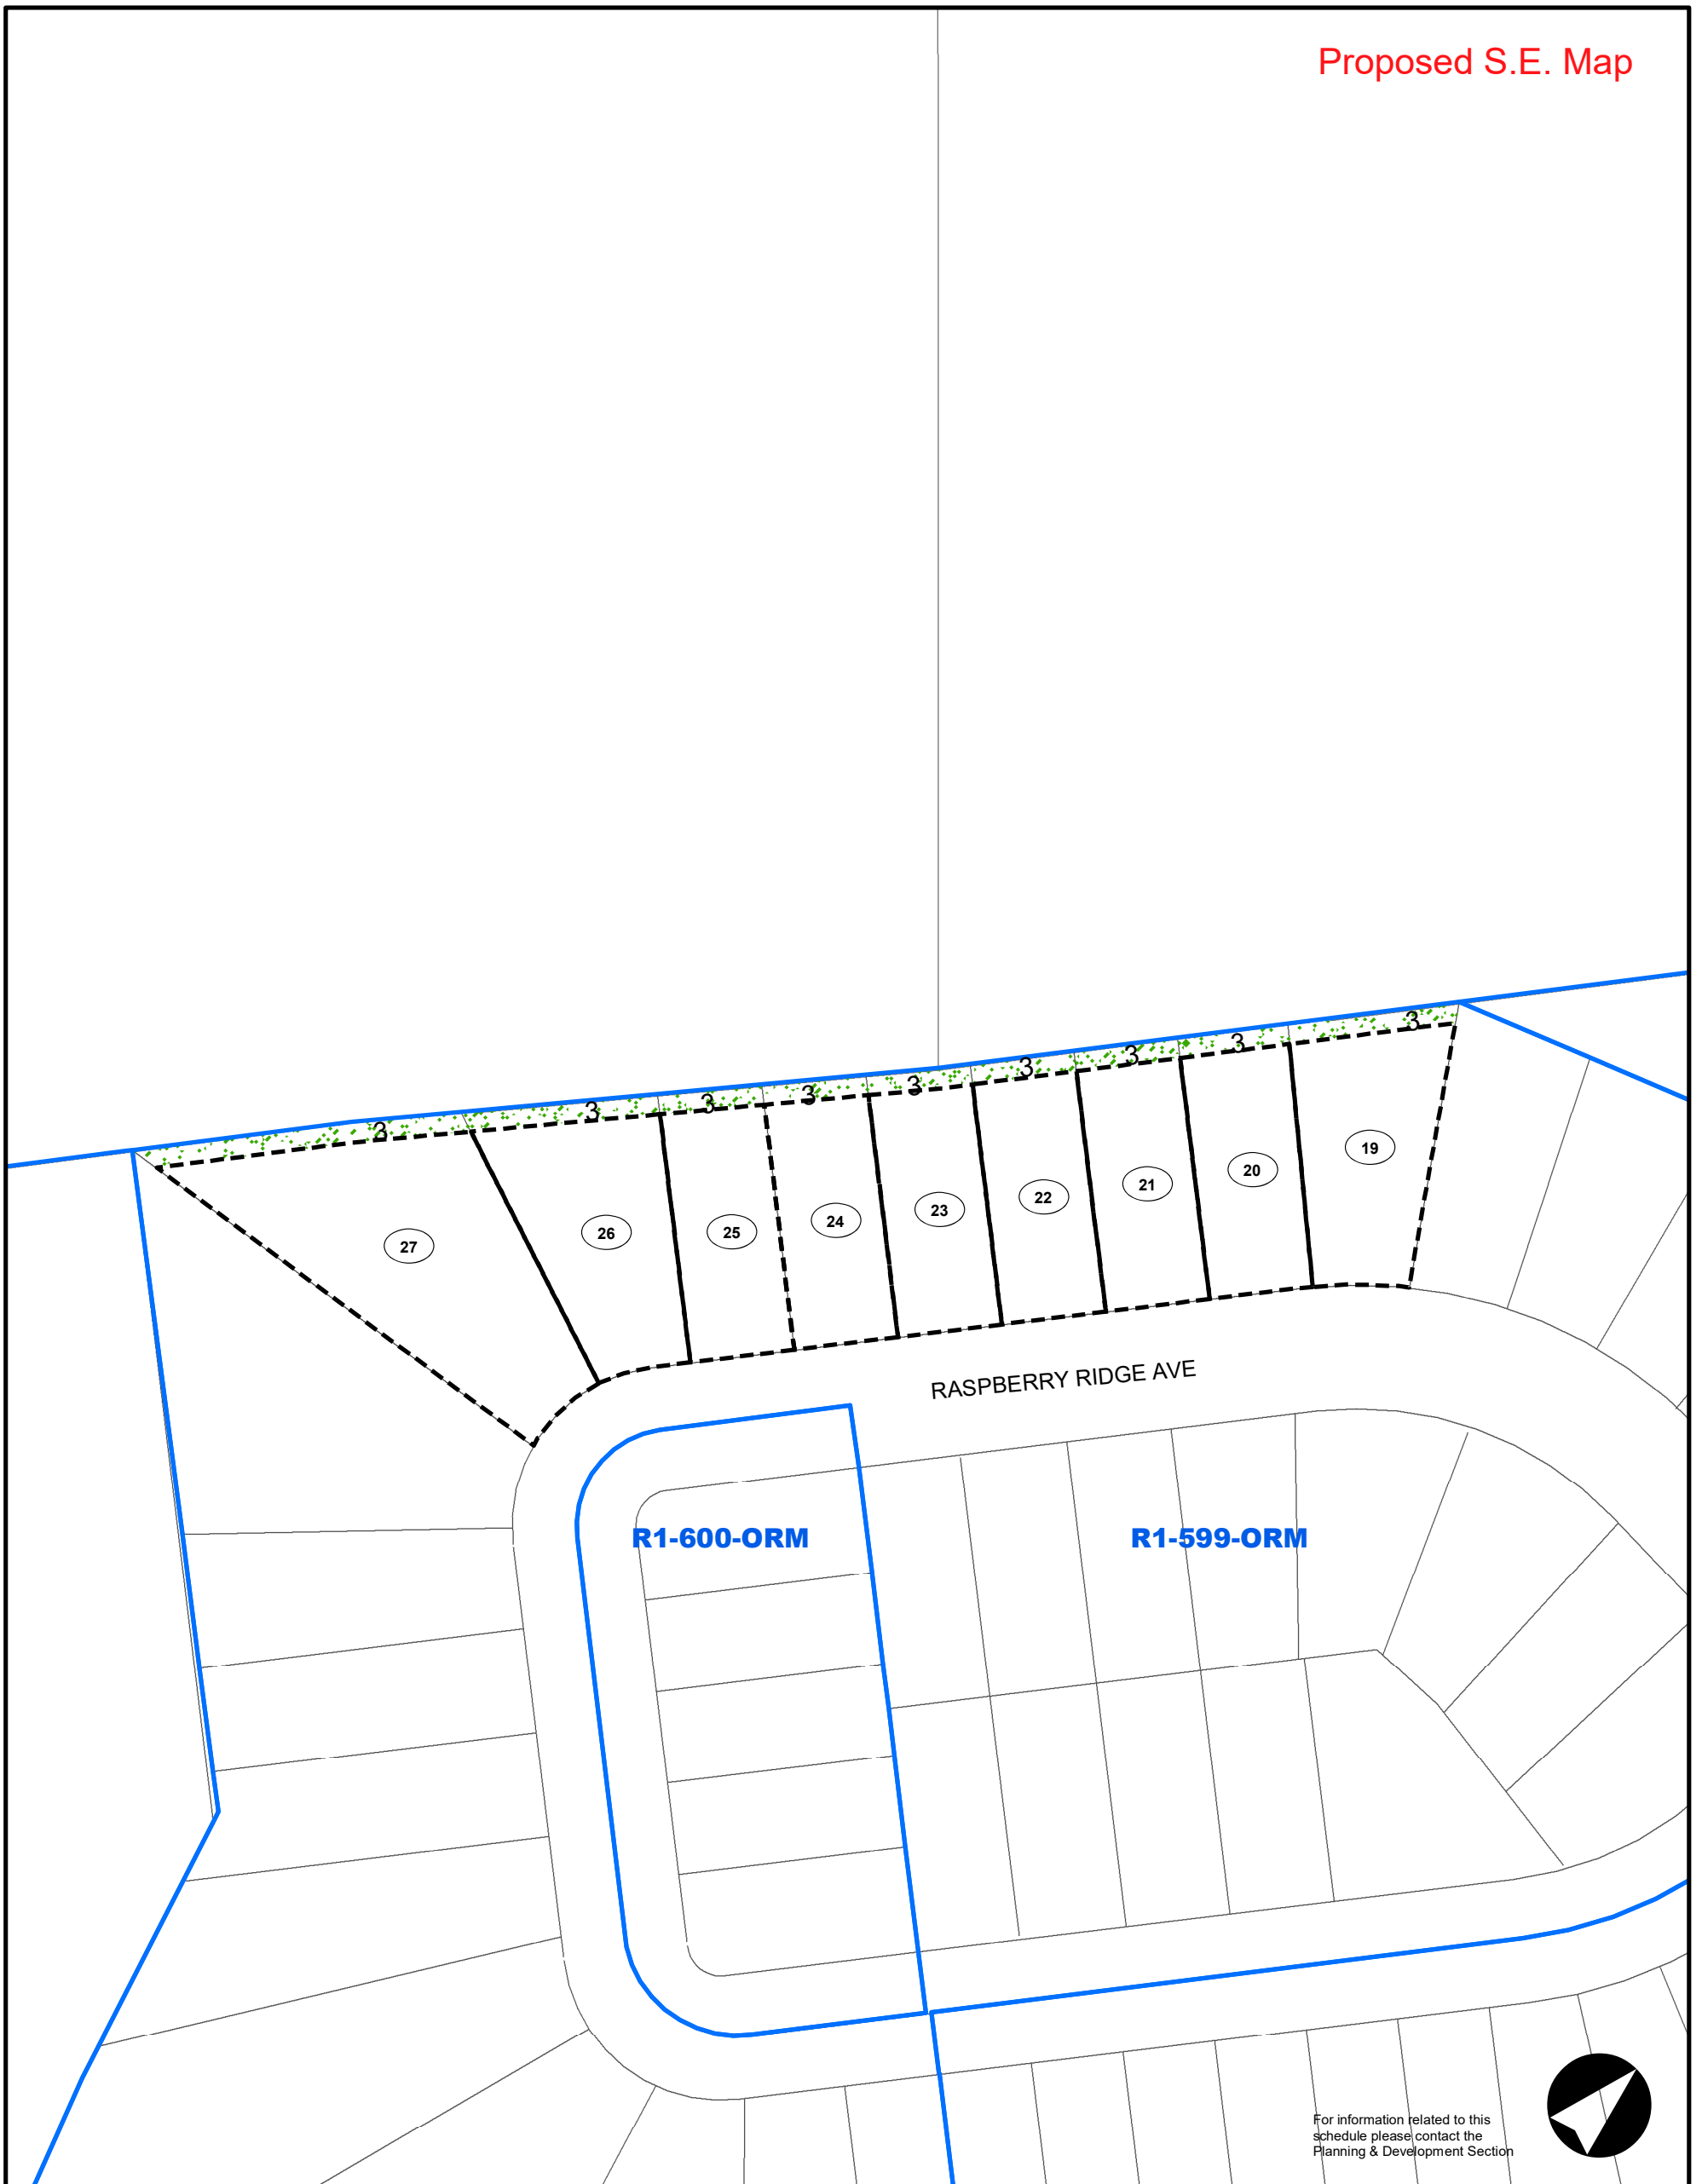 Proposed S.E. Map
3
3
3
3
3
3
3
3
3
19
20
21
22
23
24
25
26
27
RASPBERRY RIDGE AVE
R1-600-ORM
R1-599-ORM
For information related to this
schedule please contact the
Planning & Development Section